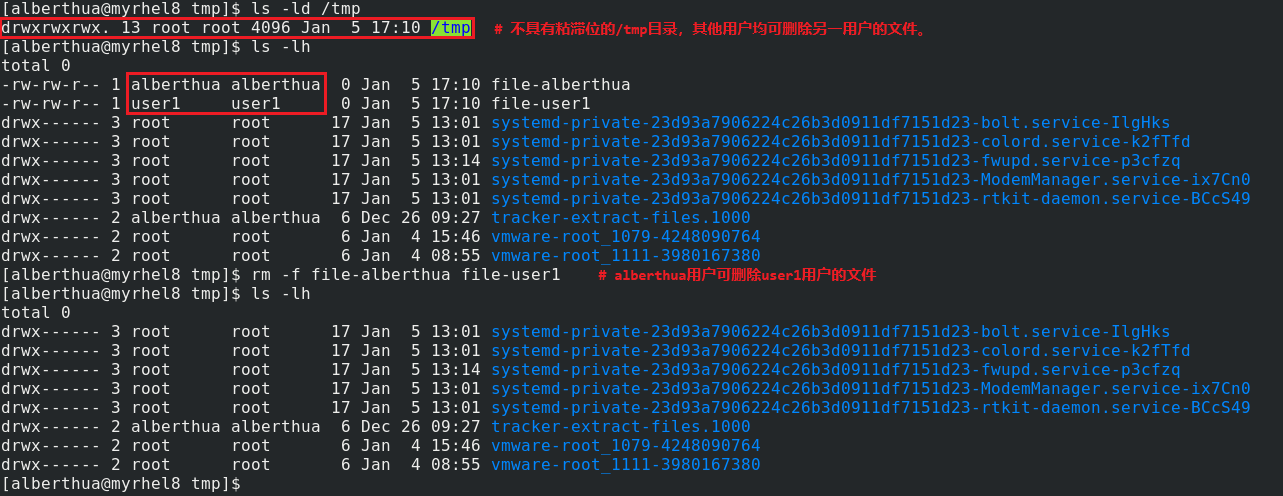 [alberthua@myrhel8 tmp]$ ls -ld /tmp
drwxrwxrwx. 13 root root 4096 Jan  5 17:10 /tmp  # 不具有粘滞位的/tmp目录，其他用户均可删除另一用户的文件。
[alberthua@myrhel8 tmp]$ ls -lh
total 0
-rw-rw-r-- 1 alberthua alberthua  0 Jan  5 17:10 file-alberthua
-rw-rw-r-- 1 user1     user1      0 Jan  5 17:10 file-user1
drwx------ 3 root      root      17 Jan  5 13:01 systemd-private-23d93a7906224c26b3d0911df7151d23-bolt.service-IlgHks
drwx------ 3 root      root      17 Jan  5 13:01 systemd-private-23d93a7906224c26b3d0911df7151d23-colord.service-k2fTfd
drwx------ 3 root      root      17 Jan  5 13:14 systemd-private-23d93a7906224c26b3d0911df7151d23-fwupd.service-p3cfzq
drwx------ 3 root      root      17 Jan  5 13:01 systemd-private-23d93a7906224c26b3d0911df7151d23-ModemManager.service-ix7Cn0
drwx------ 3 root      root      17 Jan  5 13:01 systemd-private-23d93a7906224c26b3d0911df7151d23-rtkit-daemon.service-BCcS49
drwx------ 2 alberthua alberthua  6 Dec 26 09:27 tracker-extract-files.1000
drwx------ 2 root      root       6 Jan  4 15:46 vmware-root_1079-4248090764
drwx------ 2 root      root       6 Jan  4 08:55 vmware-root_1111-3980167380
[alberthua@myrhel8 tmp]$ rm -f file-alberthua file-user1  # alberthua用户可删除user1用户的文件
[alberthua@myrhel8 tmp]$ ls -lh
total 0
drwx------ 3 root      root      17 Jan  5 13:01 systemd-private-23d93a7906224c26b3d0911df7151d23-bolt.service-IlgHks
drwx------ 3 root      root      17 Jan  5 13:01 systemd-private-23d93a7906224c26b3d0911df7151d23-colord.service-k2fTfd
drwx------ 3 root      root      17 Jan  5 13:14 systemd-private-23d93a7906224c26b3d0911df7151d23-fwupd.service-p3cfzq
drwx------ 3 root      root      17 Jan  5 13:01 systemd-private-23d93a7906224c26b3d0911df7151d23-ModemManager.service-ix7Cn0
drwx------ 3 root      root      17 Jan  5 13:01 systemd-private-23d93a7906224c26b3d0911df7151d23-rtkit-daemon.service-BCcS49
drwx------ 2 alberthua alberthua  6 Dec 26 09:27 tracker-extract-files.1000
drwx------ 2 root      root       6 Jan  4 15:46 vmware-root_1079-4248090764
drwx------ 2 root      root       6 Jan  4 08:55 vmware-root_1111-3980167380
[alberthua@myrhel8 tmp]$